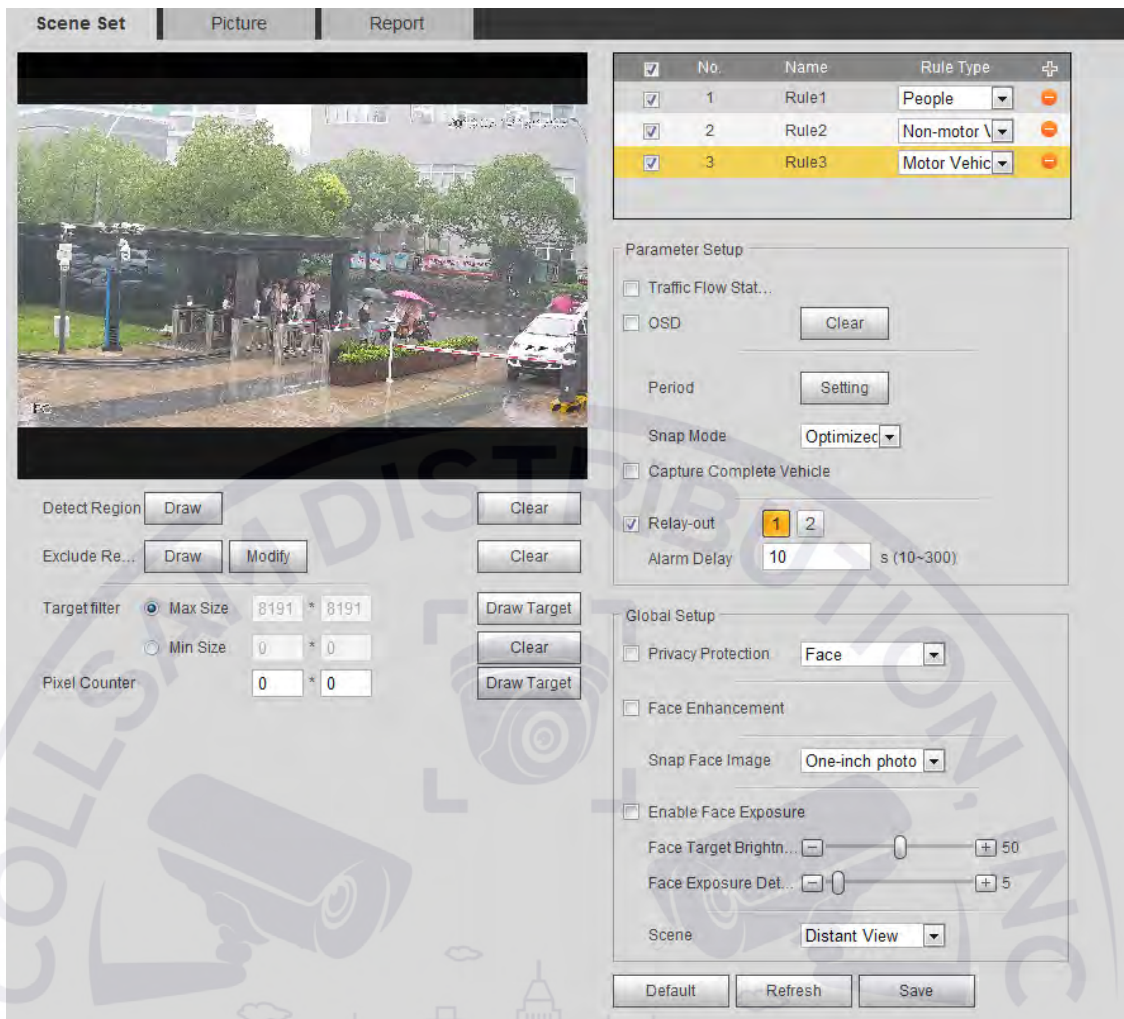 Scene Set Picture Report
No. Name Rule Type
1 Rule1 People
2 Rule2 Non-motor V
3 Rule3 Motor Vehic
Parameter Setup
Traffic Flow Stat...
OSD Clear
Period Setting
Snap Mode Optimized
Capture Complete Vehicle
Relay-out 1 2
Alarm Delay 10 s (10~300)
Detect Region Draw Clear
Exclude Re... Draw Modify Clear
Target filter Max Size 8191 * 8191 Draw Target
Min Size 0 * 0 Clear
Pixel Counter 0 * 0 Draw Target
Global Setup
Privacy Protection Face
Face Enhancement
Snap Face Image One-inch photo
Enable Face Exposure
Face Target Brightn... 50
Face Exposure Det... 5
Scene Distant View
Default Refresh Save
COLLSAM DISTRIBUTION, INC